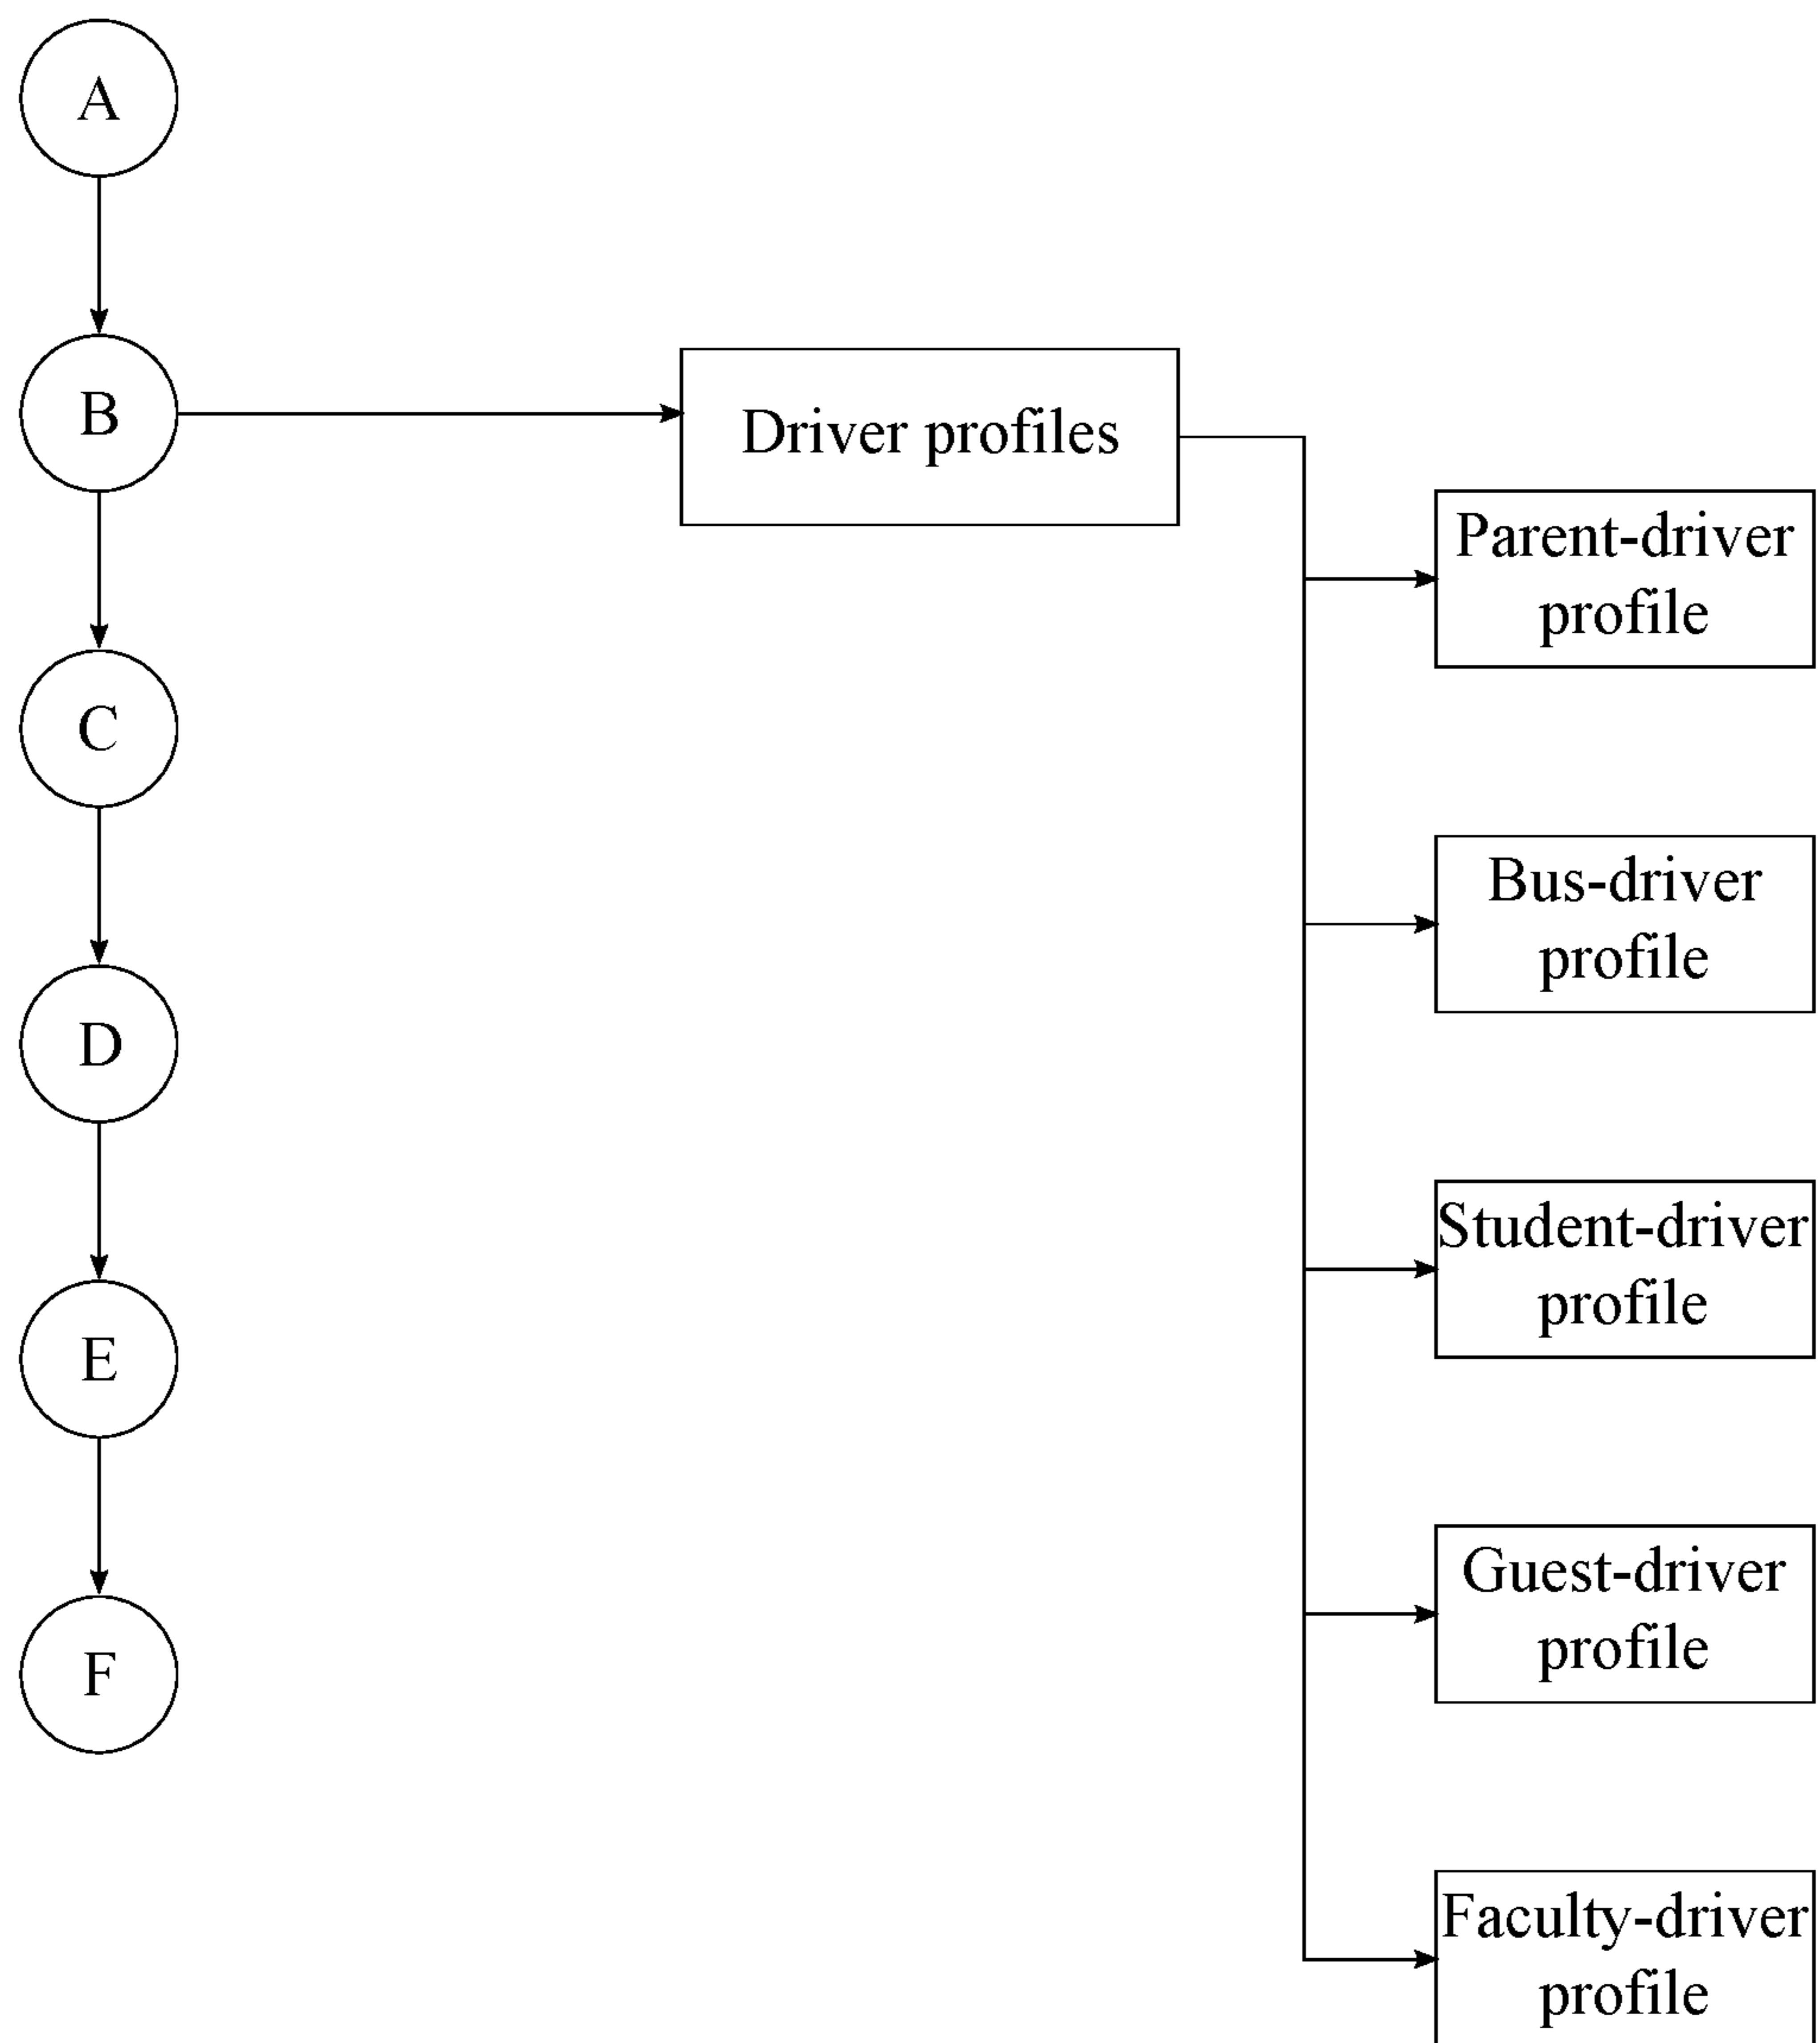 A
B
Driver profiles
Parent-driver
profile
C
Bus-driver
profile
D
Student-driver
profile
E
Guest-driver
profile
F
Faculty-driver
profile